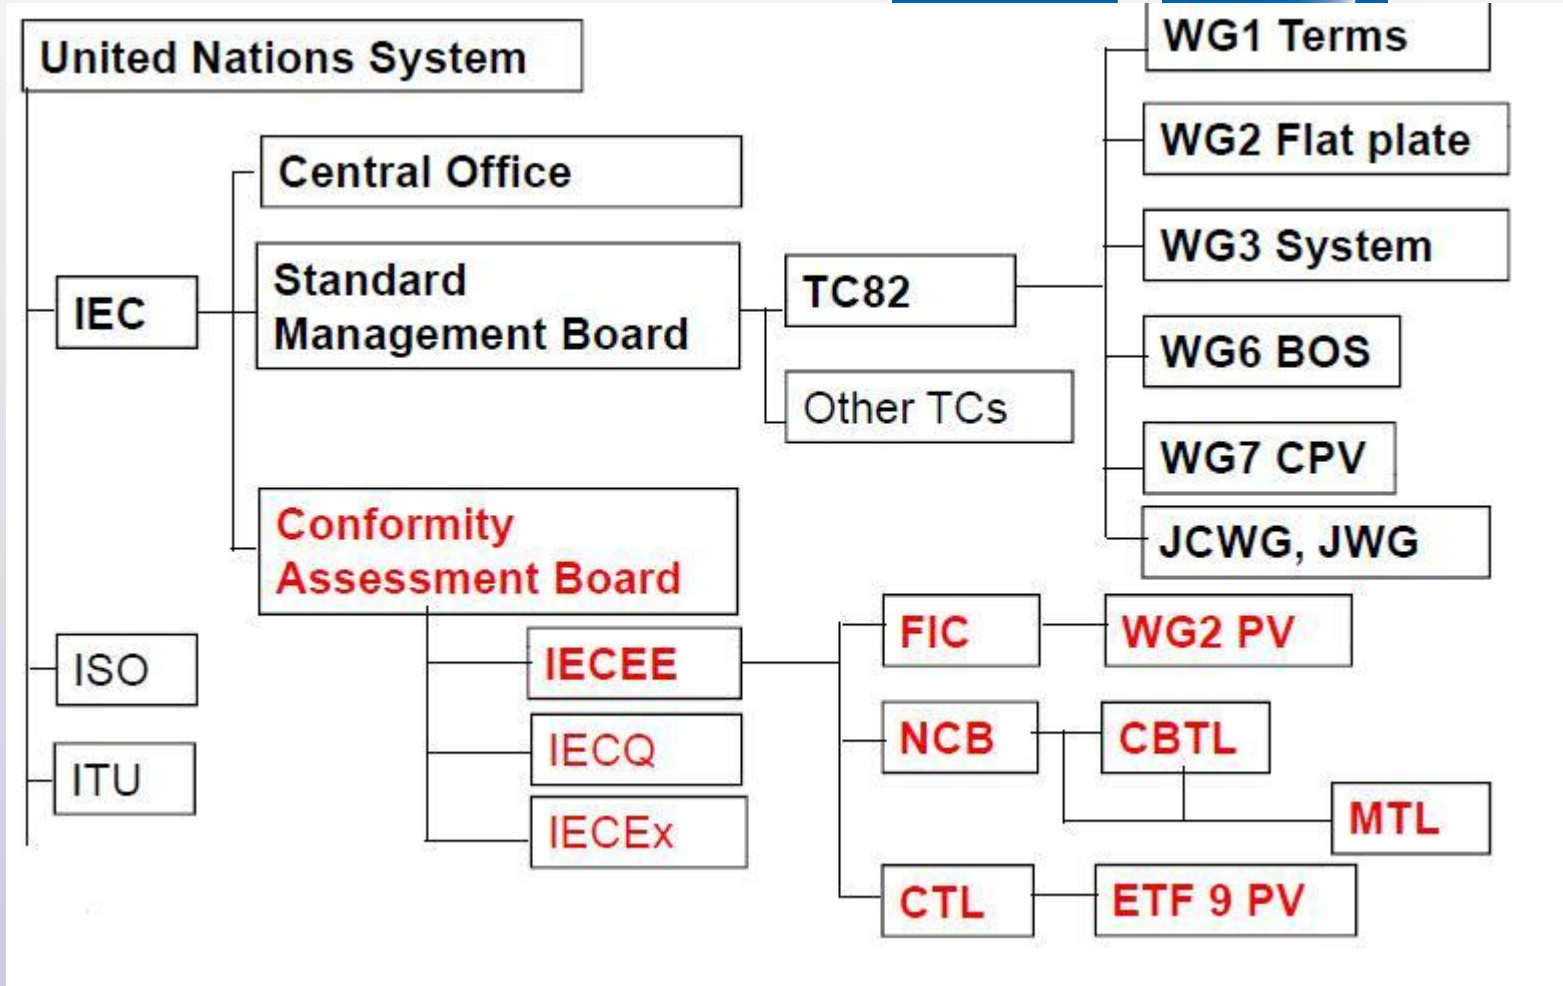 United Nations System
Central Office
Standard
Management Board
IEC
TC82
Other TCs
WG1 Terms
WG2 Flat plate
WG3 System
WG6 BOS
WG7 CPV
JCWG, JWG
Conformity
Assessment Board
ISO
ITU
IECEE
IECQ
IECEx
FIC
WG2 PV
NCB
CBTL
MTL
CTL
ETF 9 PV